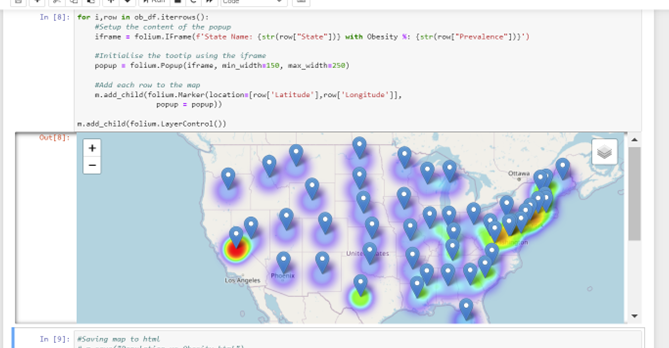 Run
Code
In [8]: for i,row in ob_df.iterrows():
#Setup the content of the popup
iframe = folium.IFrame(f'State Name: {str(row["State"])} with Obesity %: {str(row["Prevalence"])}')
#Initialise the tootip using the iframe
popup = folium.Popup(iframe, min_width=150, max_width=250)
#Add each row to the map
m.add_child(folium.Marker(location=[row['Latitude'],row['Longitude']],
popup = popup))
m.add_child(folium.LayerControl())
Out[8]:
+
−
Ottawa
United States
Los Angeles
Phoenix
In [9]: #Saving map to html